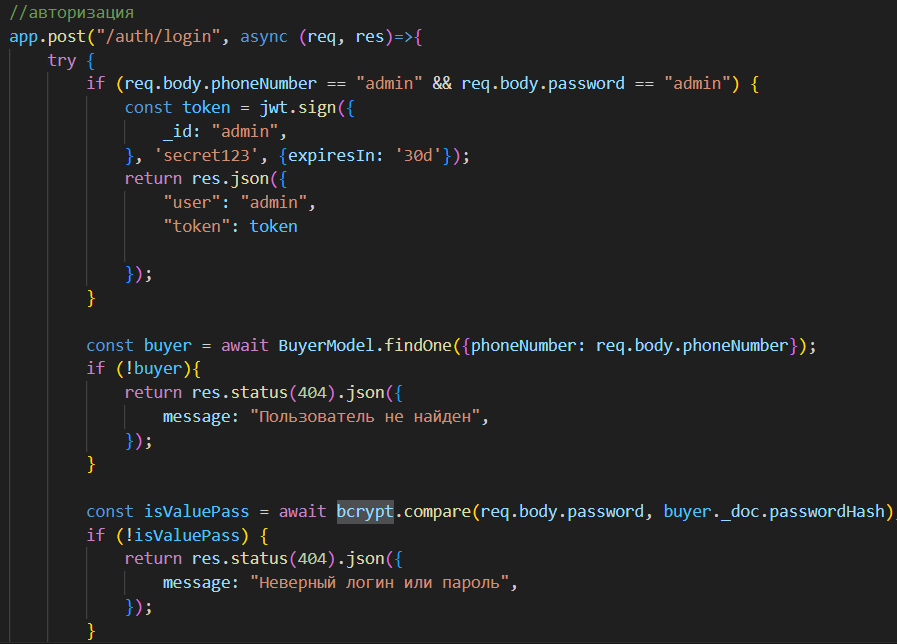 //авторизация
app.post("/auth/login", async (req, res)=>{
try {
if (req.body.phoneNumber == "admin" && req.body.password == "admin") {
const token = jwt.sign({
_id: "admin",
}, 'secret123', {expiresIn: '30d'});
return res.json({
"user": "admin",
"token": token
});
}
const buyer = await BuyerModel.findOne({phoneNumber: req.body.phoneNumber});
if (!buyer){
return res.status(404).json({
message: "Пользователь не найден",
});
}
const isValuePass = await bcrypt.compare(req.body.password, buyer._doc.passwordHash)
if (!isValuePass) {
return res.status(404).json({
message: "Неверный логин или пароль",
});
}